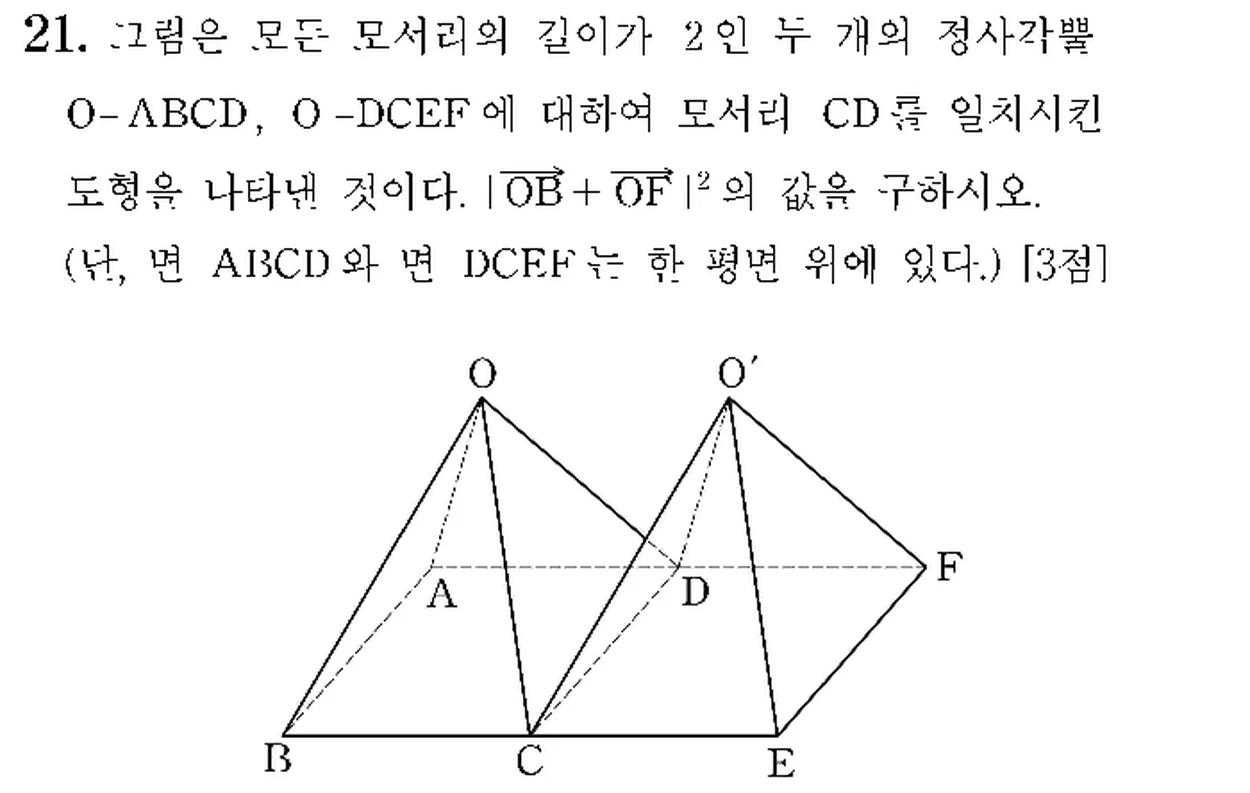 21. 그림은 모든 모서리의 길이가 2인 두 개의 정사각뿔
O-ABCD, O -DCEF에 대하여 모서리 CD를 일치시킨
도형을 나타낸 것이다. |\overrightarrow{OB} + \overrightarrow{OF}|²의 값을 구하시오.
(단, 면 ABCD와 면 DCEF는 한 평면 위에 있다.) [3점]
O O′
A D F
B C E